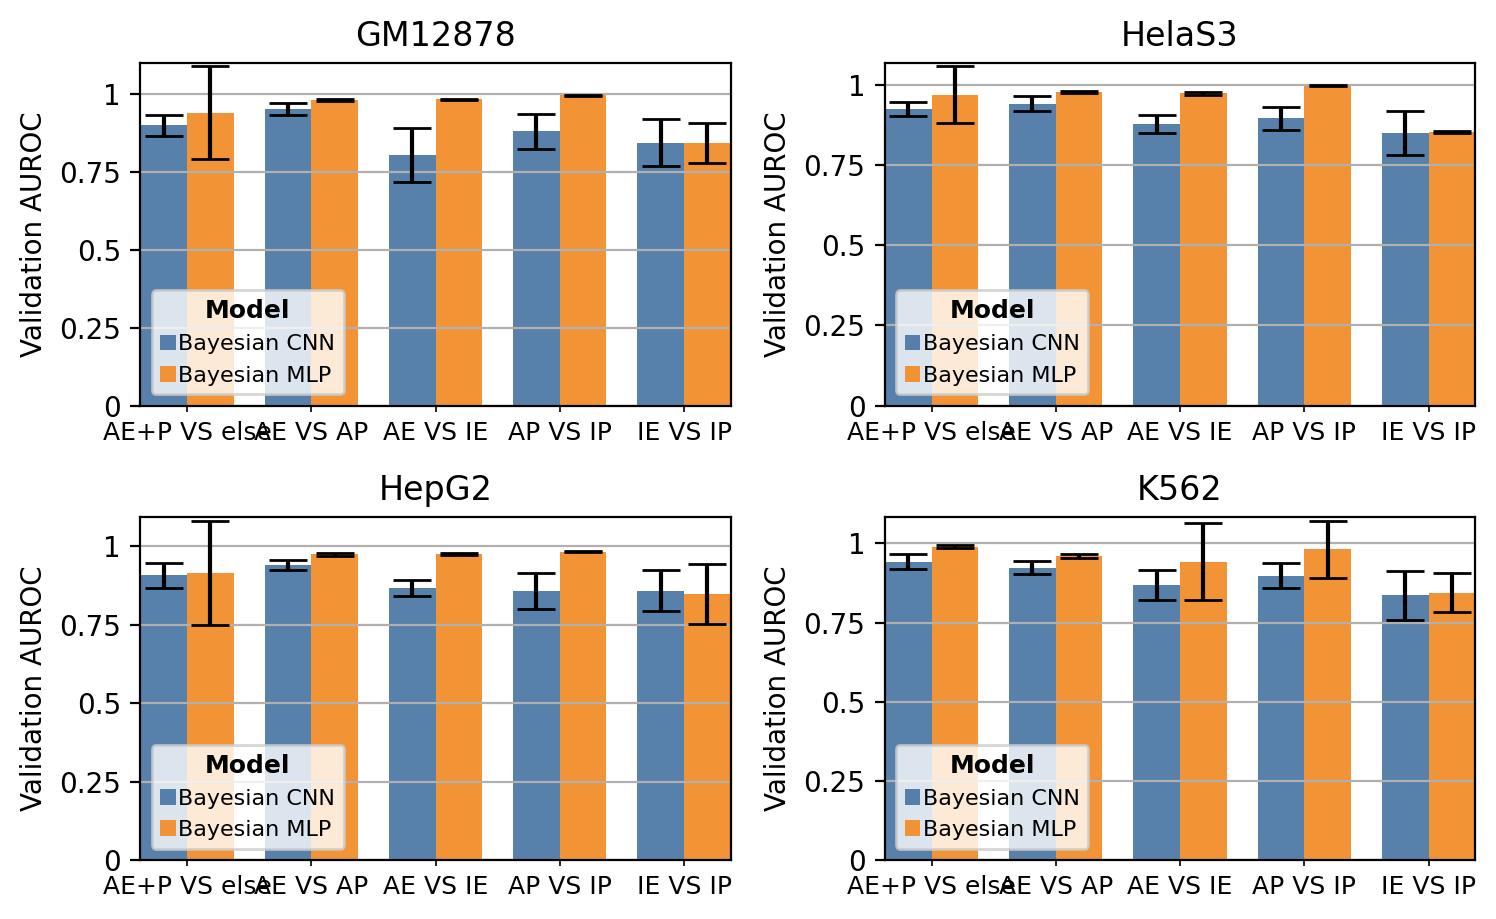 GM12878
Validation AUROC
1
0.75
0.5
0.25
0
Model
Bayesian CNN
Bayesian MLP
AE+P VS else AE VS AP AE VS IE AP VS IP IE VS IP
HelaS3
Validation AUROC
1
0.75
0.5
0.25
0
Model
Bayesian CNN
Bayesian MLP
AE+P VS else AE VS AP AE VS IE AP VS IP IE VS IP
HepG2
Validation AUROC
1
0.75
0.5
0.25
0
Model
Bayesian CNN
Bayesian MLP
AE+P VS else AE VS AP AE VS IE AP VS IP IE VS IP
K562
Validation AUROC
1
0.75
0.5
0.25
0
Model
Bayesian CNN
Bayesian MLP
AE+P VS else AE VS AP AE VS IE AP VS IP IE VS IP